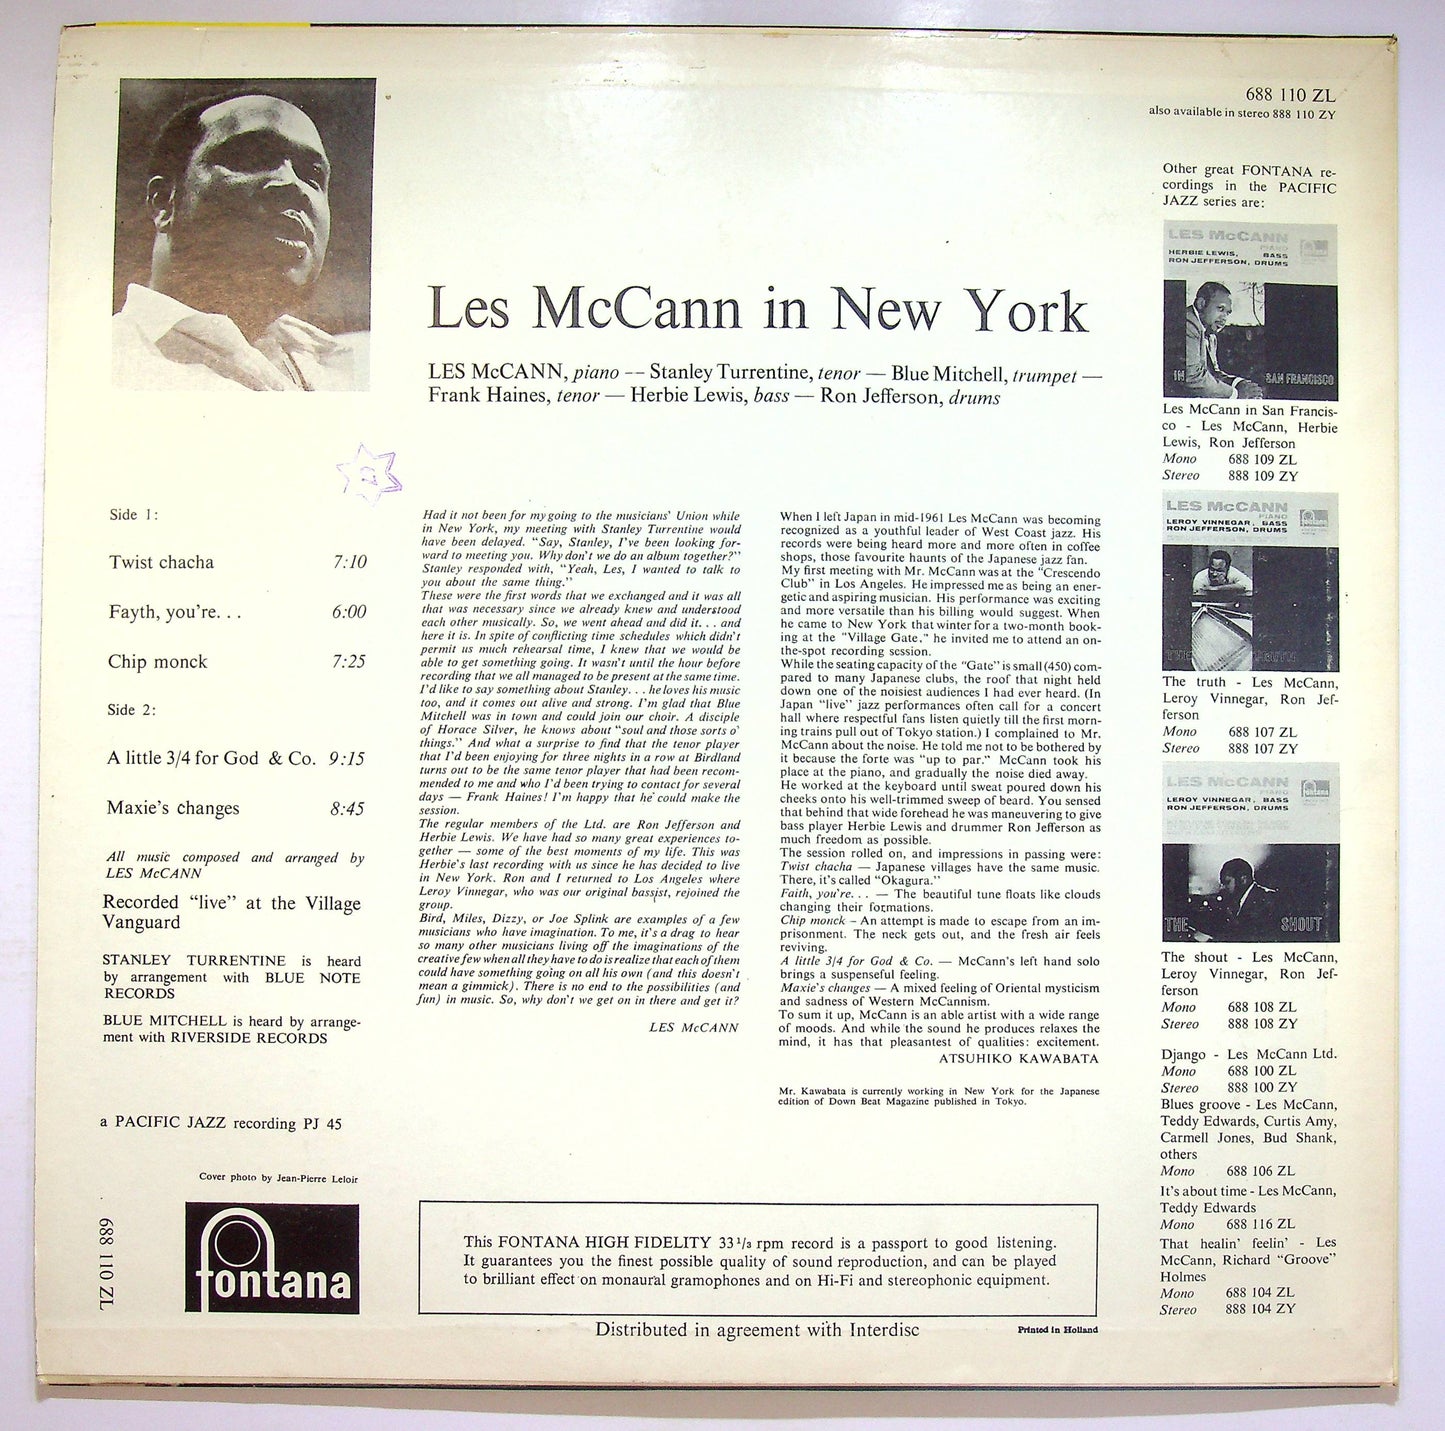 688 110 ZL
also available in stereo 888 110 ZY
Les McCann in New York
LES McCANN, piano -- Stanley Turrentine, tenor — Blue Mitchell, trumpet —
Frank Haines, tenor — Herbie Lewis, bass — Ron Jefferson, drums
Side 1:
Twist chacha 7:10
Fayth, you're. . . 6:00
Chip monck 7:25
Side 2:
A little 3/4 for God & Co. 9:15
Maxie's changes 8:45
All music composed and arranged by
LES McCANN
Recorded “live” at the Village
Vanguard
STANLEY TURRENTINE is heard
by arrangement with BLUE NOTE
RECORDS
BLUE MITCHELL is heard by arrange-
ment with RIVERSIDE RECORDS
a PACIFIC JAZZ recording PJ 45
Cover photo by Jean-Pierre Leloir
688 110 ZL
fontana
Had it not been for my going to the musicians' Union while
in New York, my meeting with Stanley Turrentine would
have been delayed. “Say, Stanley, I've been looking for-
ward to meeting you. Why don't we do an album together?”
Stanley responded with, “Yeah, Les, I wanted to talk to
you about the same thing.”
These were the first words that we exchanged and it was all
that was necessary since we already knew and understood
each other musically. So, we went ahead and did it. . . and
here it is. In spite of conflicting time schedules which didn't
permit us much rehearsal time, I knew that we would be
able to get something going. It wasn't until the hour before
recording that we all managed to be present at the same time.
I'd like to say something about Stanley. . . he loves his music
too, and it comes out alive and strong. I'm glad that Blue
Mitchell was in town and could join our choir. A disciple
of Horace Silver, he knows about “soul and those sorts o'
things.” And what a surprise to find that the tenor player
that I'd been enjoying for three nights in a row at Birdland
turns out to be the same tenor player that had been recom-
mended to me and who I'd been trying to contact for several
days — Frank Haines! I'm happy that he could make the
session.
The regular members of the Ltd. are Ron Jefferson and
Herbie Lewis. We have had so many great experiences to-
gether — some of the best moments of my life. This was
Herbie's last recording with us since he has decided to live
in New York. Ron and I returned to Los Angeles where
Leroy Vinnegar, who was our original bassist, rejoined the
group.
Bird, Miles, Dizzy, or Joe Splink are examples of a few
musicians who have imagination. To me, it's a drag to hear
so many other musicians living off the imaginations of the
creative few when all they have to do is realize that each of them
could have something going on all his own (and this doesn't
mean a gimmick). There is no end to the possibilities (and
fun) in music. So, why don't we get on in there and get it?
LES McCANN
When I left Japan in mid-1961 Les McCann was becoming
recognized as a youthful leader of West Coast jazz. His
records were being heard more and more often in coffee
shops, those favourite haunts of the Japanese jazz fan.
My first meeting with Mr. McCann was at the “Crescendo
Club” in Los Angeles. He impressed me as being an ener-
getic and aspiring musician. His performance was exciting
and more versatile than his billing would suggest. When
he came to New York that winter for a two-month book-
ing at the “Village Gate,” he invited me to attend an on-
the-spot recording session.
While the seating capacity of the “Gate” is small (450) com-
pared to many Japanese clubs, the roof that night held
down one of the noisiest audiences I had ever heard. (In
Japan “live” jazz performances often call for a concert
hall where respectful fans listen quietly till the first morn-
ing trains pull out of Tokyo station.) I complained to Mr.
McCann about the noise. He told me not to be bothered by
it because the forte was “up to par.” McCann took his
place at the piano, and gradually the noise died away.
He worked at the keyboard until sweat poured down his
cheeks onto his well-trimmed sweep of beard. You sensed
that behind that wide forehead he was maneuvering to give
bass player Herbie Lewis and drummer Ron Jefferson as
much freedom as possible.
The session rolled on, and impressions in passing were:
Twist chacha — Japanese villages have the same music.
There, it's called “Okagura.”
Faith, you're. . . — The beautiful tune floats like clouds
changing their formations.
Chip monck – An attempt is made to escape from an im-
prisonment. The neck gets out, and the fresh air feels
reviving.
A little 3/4 for God & Co. — McCann's left hand solo
brings a suspenseful feeling.
Maxie's changes — A mixed feeling of Oriental mysticism
and sadness of Western McCannism.
To sum it up, McCann is an able artist with a wide range
of moods. And while the sound he produces relaxes the
mind, it has that pleasantest of qualities: excitement.
ATSUHIKO KAWABATA
Mr. Kawabata is currently working in New York for the Japanese
edition of Down Beat Magazine published in Tokyo.
This FONTANA HIGH FIDELITY 33 1/3 rpm record is a passport to good listening.
It guarantees you the finest possible quality of sound reproduction, and can be played
to brilliant effect on monaural gramophones and on Hi-Fi and stereophonic equipment.
Distributed in agreement with Interdisc
Printed in Holland
Other great FONTANA re-
cordings in the PACIFIC
JAZZ series are:
LES McCANN
PIANO
HERBIE LEWIS, BASS
RON JEFFERSON, DRUMS
IN SAN FRANCISCO
Les McCann in San Francis-
co - Les McCann, Herbie
Lewis, Ron Jefferson
Mono 688 109 ZL
Stereo 888 109 ZY
LES McCANN
PIANO
LEROY VINNEGAR, BASS
RON JEFFERSON, DRUMS
THE TRUTH
The truth - Les McCann,
Leroy Vinnegar, Ron Jef-
ferson
Mono 688 107 ZL
Stereo 888 107 ZY
LES McCANN
PIANO
LEROY VINNEGAR, BASS
RON JEFFERSON, DRUMS
fontana
THE SHOUT
The shout - Les McCann,
Leroy Vinnegar, Ron Jef-
ferson
Mono 688 108 ZL
Stereo 888 108 ZY
Django - Les McCann Ltd.
Mono 688 100 ZL
Stereo 888 100 ZY
Blues groove - Les McCann,
Teddy Edwards, Curtis Amy,
Carmell Jones, Bud Shank,
others
Mono 688 106 ZL
It's about time - Les McCann,
Teddy Edwards
Mono 688 116 ZL
That healin' feelin' - Les
McCann, Richard “Groove”
Holmes
Mono 688 104 ZL
Stereo 888 104 ZY